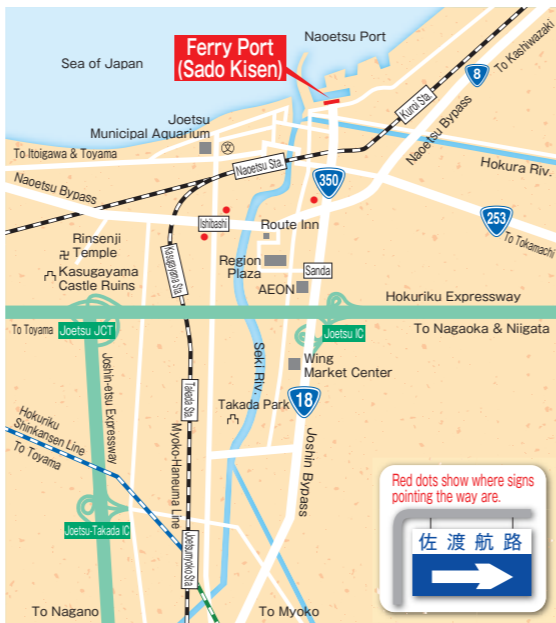 Naoetsu Port
Ferry Port
(Sado Kisen)
Sea of Japan
To Kashiwazaki
8
Joetsu
Municipal Aquarium
文
Kuroi Sta.
Naoetsu Bypass
To Itoigawa & Toyama
Naoetsu Sta.
Hokura Riv.
Naoetsu Bypass
350
253
To Tokamachi
Ishibashi
Route Inn
Rinsenji
Temple
Kasugayama
Castle Ruins
Kasugayama Sta.
Region
Plaza
Sanda
AEON
Hokuriku Expressway
To Toyama
Joetsu JCT
Joetsu IC
To Nagaoka & Niigata
Joshin-etsu Expressway
Seki Riv.
Wing
Market Center
Takada Sta.
18
Takada Park
Hokuriku
Shinkansen Line
To Toyama
Myoko-Haneuma Line
Joshin Bypass
Joetsu-Takada IC
Joetsumyoko Sta.
To Nagano
To Myoko
Red dots show where signs
pointing the way are.
佐渡航路